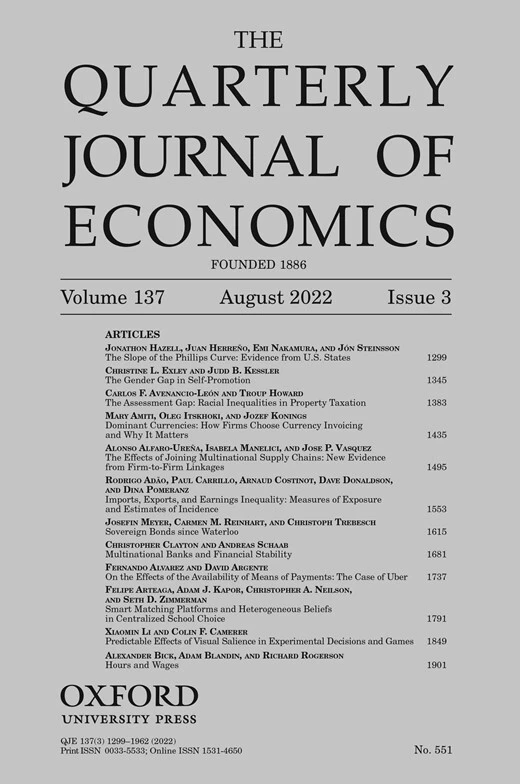 THE
QUARTERLY
JOURNAL OF
ECONOMICS
FOUNDED 1886
Volume 137 August 2022 Issue 3
ARTICLES
JONATHON HAZELL, JUAN HERREÑO, EMI NAKAMURA, AND JÓN STEINSSON
The Slope of the Phillips Curve: Evidence from U.S. States 1299
CHRISTINE L. EXLEY AND JUDD B. KESSLER
The Gender Gap in Self-Promotion 1345
CARLOS F. AVENANCIO-LEÓN AND TROUP HOWARD
The Assessment Gap: Racial Inequalities in Property Taxation 1383
MARY AMITI, OLEG ITSKHOKI, AND JOZEF KONINGS
Dominant Currencies: How Firms Choose Currency Invoicing
and Why It Matters 1435
ALONSO ALFARO-UREÑA, ISABELA MANELICI, AND JOSE P. VASQUEZ
The Effects of Joining Multinational Supply Chains: New Evidence
from Firm-to-Firm Linkages 1495
RODRIGO ADÃO, PAUL CARRILLO, ARNAUD COSTINOT, DAVE DONALDSON,
AND DINA POMERANZ
Imports, Exports, and Earnings Inequality: Measures of Exposure
and Estimates of Incidence 1553
JOSEFIN MEYER, CARMEN M. REINHART, AND CHRISTOPH TREBESCH
Sovereign Bonds since Waterloo 1615
CHRISTOPHER CLAYTON AND ANDREAS SCHAAB
Multinational Banks and Financial Stability 1681
FERNANDO ALVAREZ AND DAVID ARGENTE
On the Effects of the Availability of Means of Payments: The Case of Uber 1737
FELIPE ARTEAGA, ADAM J. KAPOR, CHRISTOPHER A. NEILSON,
AND SETH D. ZIMMERMAN
Smart Matching Platforms and Heterogeneous Beliefs
in Centralized School Choice 1791
XIAOMIN LI AND COLIN F. CAMERER
Predictable Effects of Visual Salience in Experimental Decisions and Games 1849
ALEXANDER BICK, ADAM BLANDIN, AND RICHARD ROGERSON
Hours and Wages 1901
OXFORD
UNIVERSITY PRESS
QJE 137(3) 1299–1962 (2022)
Print ISSN 0033-5533; Online ISSN 1531-4650 No. 551